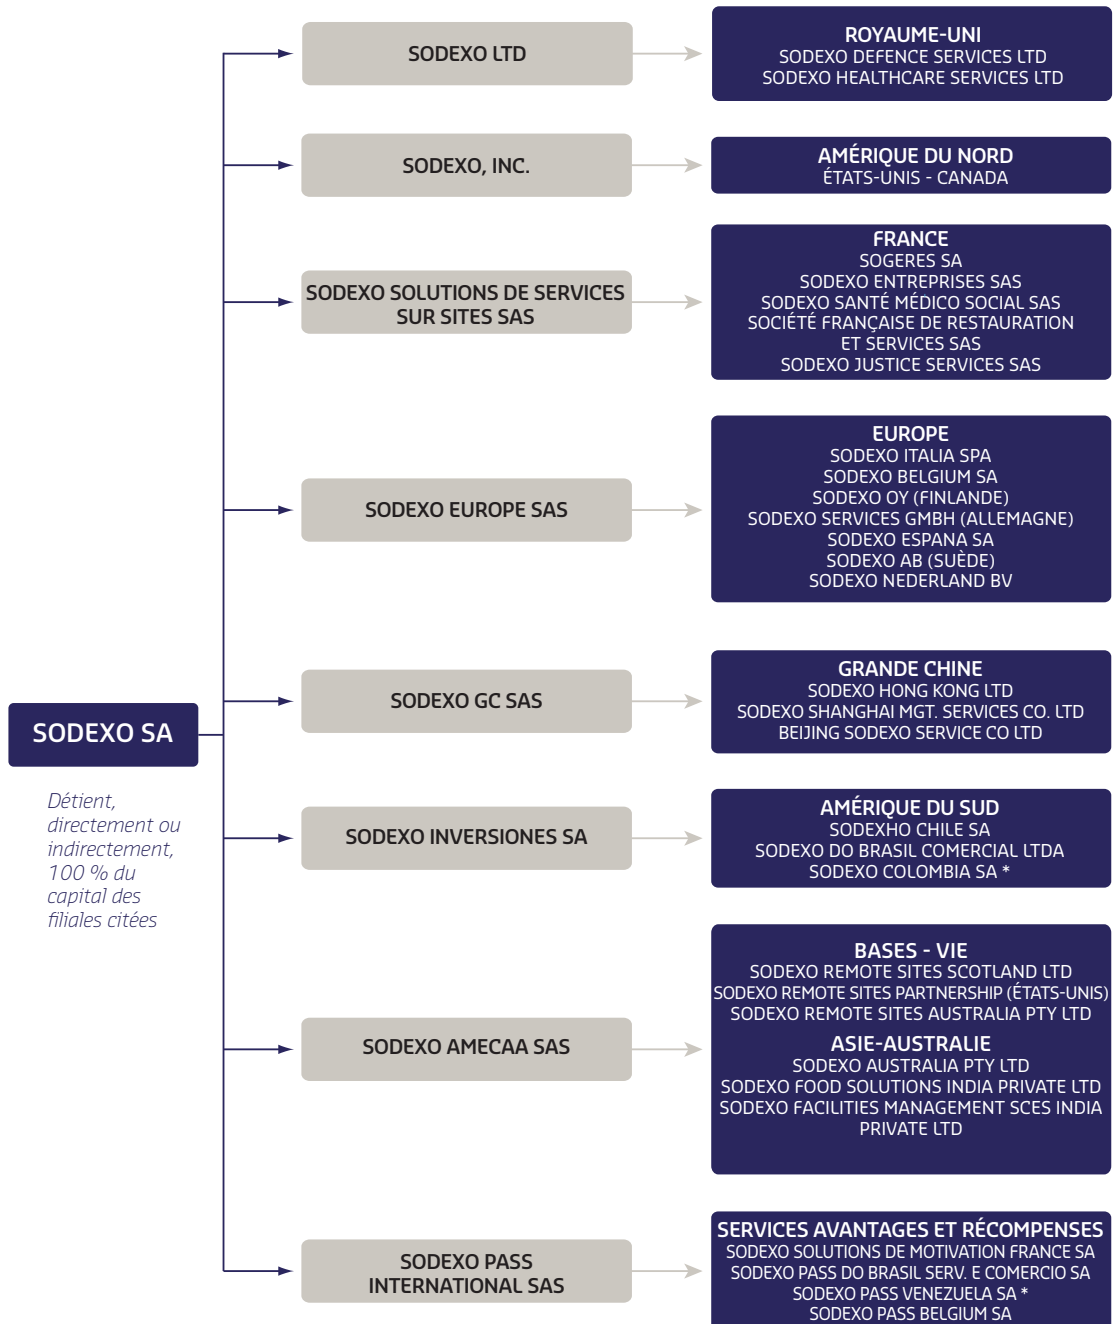 SODEXO SA
Détient,
directement ou
indirectement,
100 % du
capital des
filiales citées
SODEXO LTD
ROYAUME-UNI
SODEXO DEFENCE SERVICES LTD
SODEXO HEALTHCARE SERVICES LTD
SODEXO, INC.
AMÉRIQUE DU NORD
ÉTATS-UNIS - CANADA
SODEXO SOLUTIONS DE SERVICES
SUR SITES SAS
FRANCE
SOGERES SA
SODEXO ENTREPRISES SAS
SODEXO SANTÉ MÉDICO SOCIAL SAS
SOCIÉTÉ FRANÇAISE DE RESTAURATION
ET SERVICES SAS
SODEXO JUSTICE SERVICES SAS
SODEXO EUROPE SAS
EUROPE
SODEXO ITALIA SPA
SODEXO BELGIUM SA
SODEXO OY (FINLANDE)
SODEXO SERVICES GMBH (ALLEMAGNE)
SODEXO ESPANA SA
SODEXO AB (SUÈDE)
SODEXO NEDERLAND BV
SODEXO GC SAS
GRANDE CHINE
SODEXO HONG KONG LTD
SODEXO SHANGHAI MGT. SERVICES CO. LTD
BEIJING SODEXO SERVICE CO LTD
SODEXO INVERSIONES SA
AMÉRIQUE DU SUD
SODEXHO CHILE SA
SODEXO DO BRASIL COMERCIAL LTDA
SODEXO COLOMBIA SA *
SODEXO AMECAA SAS
BASES - VIE
SODEXO REMOTE SITES SCOTLAND LTD
SODEXO REMOTE SITES PARTNERSHIP (ÉTATS-UNIS)
SODEXO REMOTE SITES AUSTRALIA PTY LTD
ASIE-AUSTRALIE
SODEXO AUSTRALIA PTY LTD
SODEXO FOOD SOLUTIONS INDIA PRIVATE LTD
SODEXO FACILITIES MANAGEMENT SCES INDIA
PRIVATE LTD
SODEXO PASS
INTERNATIONAL SAS
SERVICES AVANTAGES ET RÉCOMPENSES
SODEXO SOLUTIONS DE MOTIVATION FRANCE SA
SODEXO PASS DO BRASIL SERV. E COMERCIO SA
SODEXO PASS VENEZUELA SA *
SODEXO PASS BELGIUM SA